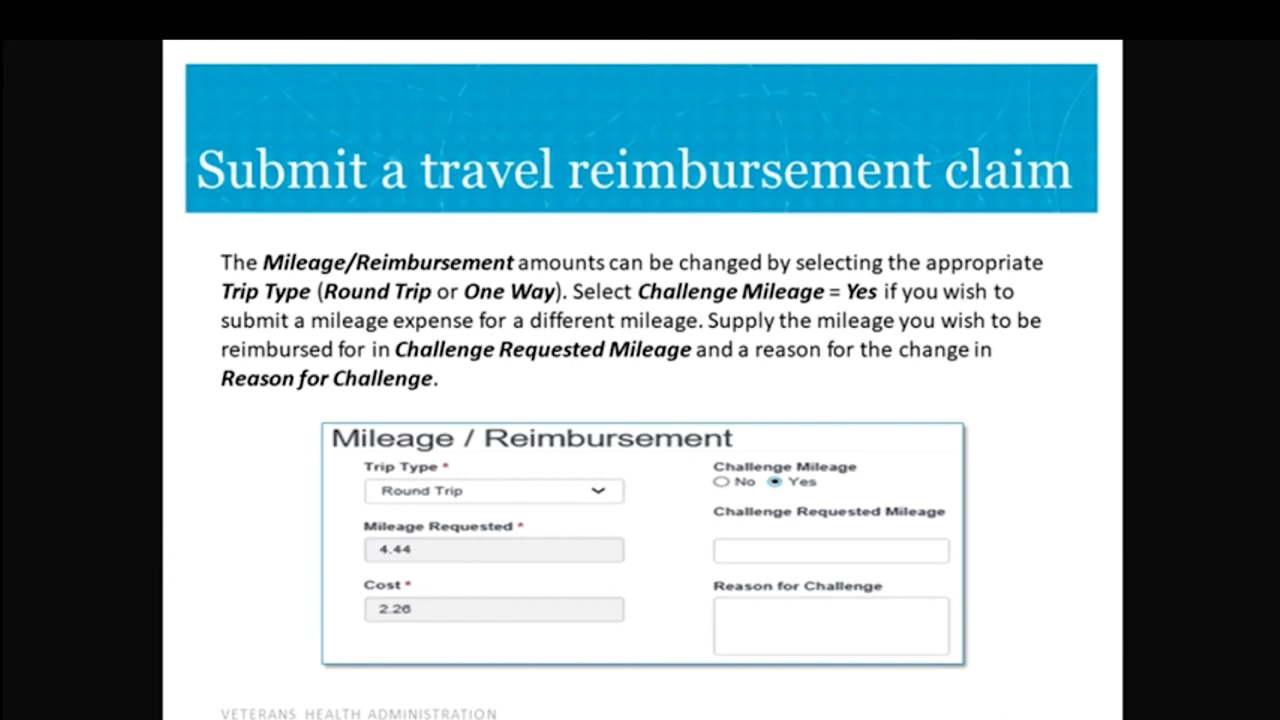 Submit a travel reimbursement claim
The Mileage/Reimbursement amounts can be changed by selecting the appropriate
Trip Type (Round Trip or One Way). Select Challenge Mileage = Yes if you wish to
submit a mileage expense for a different mileage. Supply the mileage you wish to be
reimbursed for in Challenge Requested Mileage and a reason for the change in
Reason for Challenge.
Mileage / Reimbursement
Trip Type *
Round Trip
Mileage Requested *
4.44
Cost *
2.26
Challenge Mileage
No Yes
Challenge Requested Mileage
Reason for Challenge
VETERANS HEALTH ADMINISTRATION